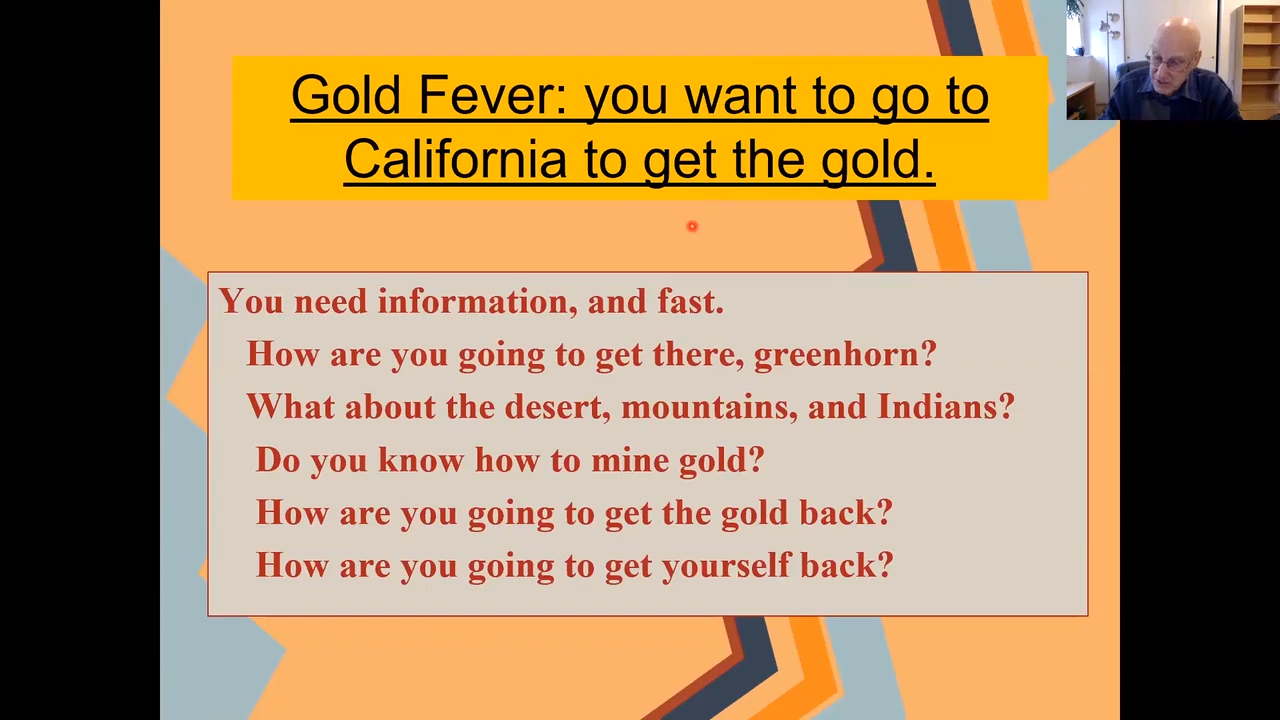 Gold Fever: you want to go to
California to get the gold.
You need information, and fast.
How are you going to get there, greenhorn?
What about the desert, mountains, and Indians?
Do you know how to mine gold?
How are you going to get the gold back?
How are you going to get yourself back?